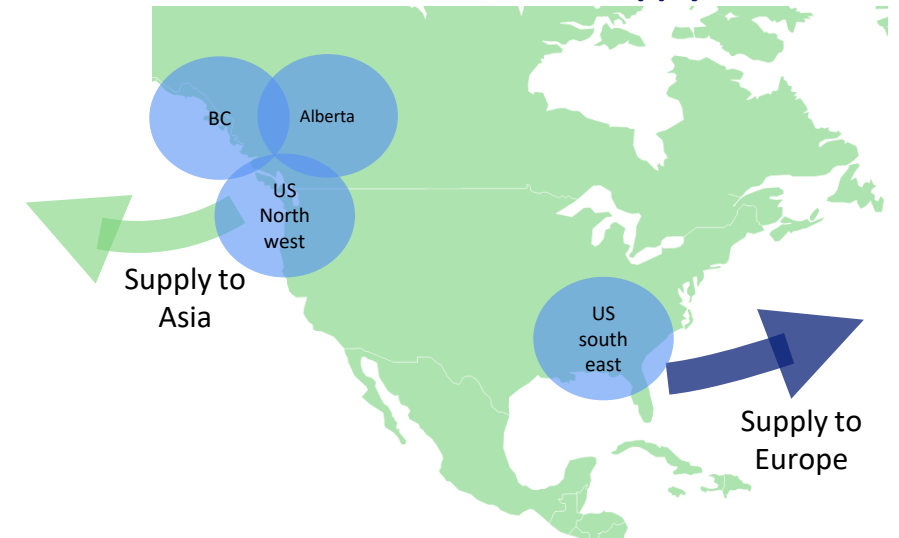 BC
Alberta
US
North
west
Supply to
Asia
US
south
east
Supply to
Europe